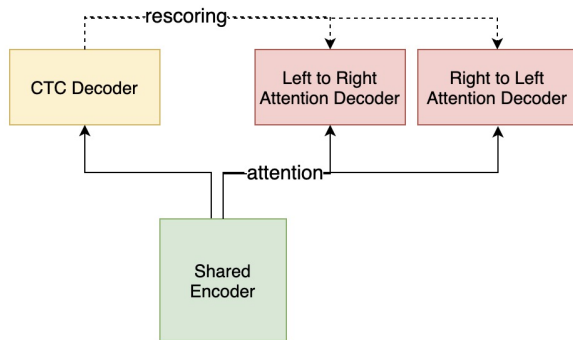 rescoring
CTC Decoder
Left to Right
Attention Decoder
Right to Left
Attention Decoder
attention
Shared
Encoder